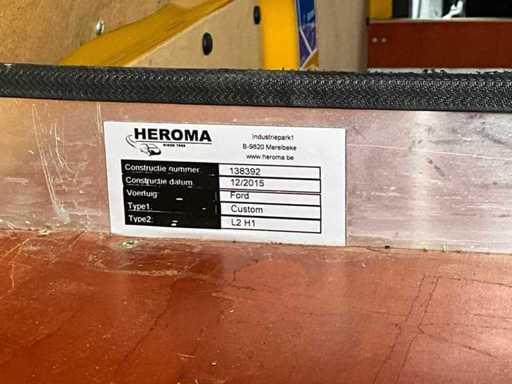 HEROMA
SINCE 1945
Industriepark1
B-9820 Merelbeke
www.heroma.be
Constructie nummer: 138392
Constructie datum: 12/2015
Voertuig: Ford
Type1: Custom
Type2: L2 H1